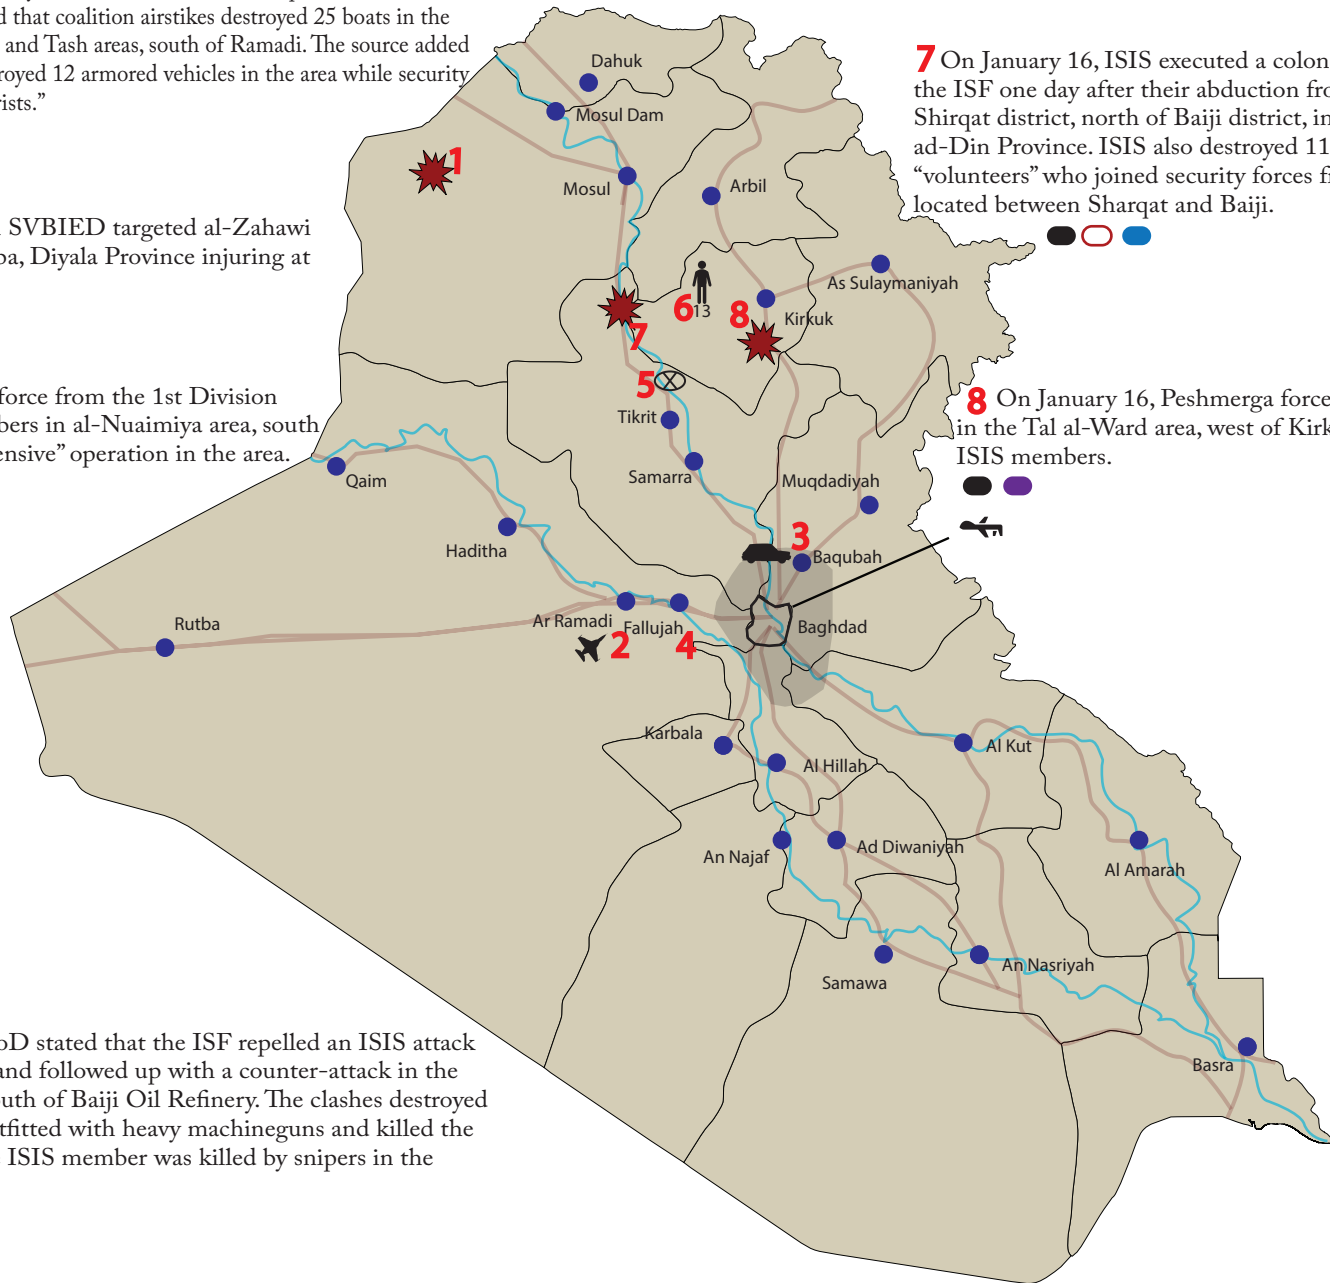 d that coalition airstikes destroyed 25 boats in the
and Tash areas, south of Ramadi. The source added
royed 12 armored vehicles in the area while security
rists.”
SVBIED targeted al-Zahawi
ba, Diyala Province injuring at
force from the 1st Division
bers in al-Nuaimiya area, south
ensive” operation in the area.
oD stated that the ISF repelled an ISIS attack
and followed up with a counter-attack in the
outh of Baiji Oil Refinery. The clashes destroyed
tfitted with heavy machineguns and killed the
ISIS member was killed by snipers in the
7 On January 16, ISIS executed a colon
the ISF one day after their abduction fro
Shirqat district, north of Baiji district, in
ad-Din Province. ISIS also destroyed 11
“volunteers” who joined security forces fi
located between Sharqat and Baiji.
8 On January 16, Peshmerga force
in the Tal al-Ward area, west of Kirk
ISIS members.
Dahuk
Mosul Dam
1
Mosul
Arbil
As Sulaymaniyah
6
13
8
Kirkuk
7
5
Tikrit
Samarra
Muqdadiyah
Qaim
Haditha
3
Baqubah
Ar Ramadi
Fallujah
Baghdad
Rutba
2
4
Karbala
Al Hillah
Al Kut
An Najaf
Ad Diwaniyah
Al Amarah
Samawa
An Nasriyah
Basra